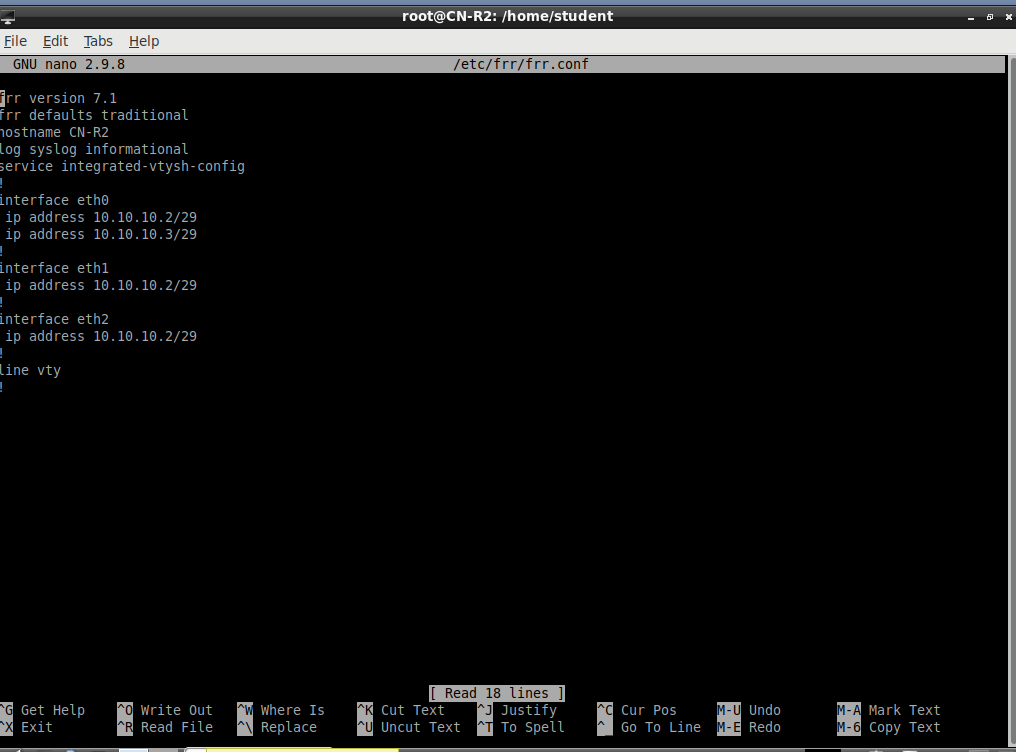 root@CN-R2: /home/student
File Edit Tabs Help
GNU nano 2.9.8 /etc/frr/frr.conf
frr version 7.1
frr defaults traditional
hostname CN-R2
log syslog informational
service integrated-vtysh-config
!
interface eth0
ip address 10.10.10.2/29
ip address 10.10.10.3/29
!
interface eth1
ip address 10.10.10.2/29
!
interface eth2
ip address 10.10.10.2/29
!
line vty
!
[ Read 18 lines ]
^G Get Help ^O Write Out ^W Where Is ^K Cut Text ^J Justify ^C Cur Pos M-U Undo M-A Mark Text
^X Exit ^R Read File ^\ Replace ^U Uncut Text ^T To Spell ^_ Go To Line M-E Redo M-6 Copy Text